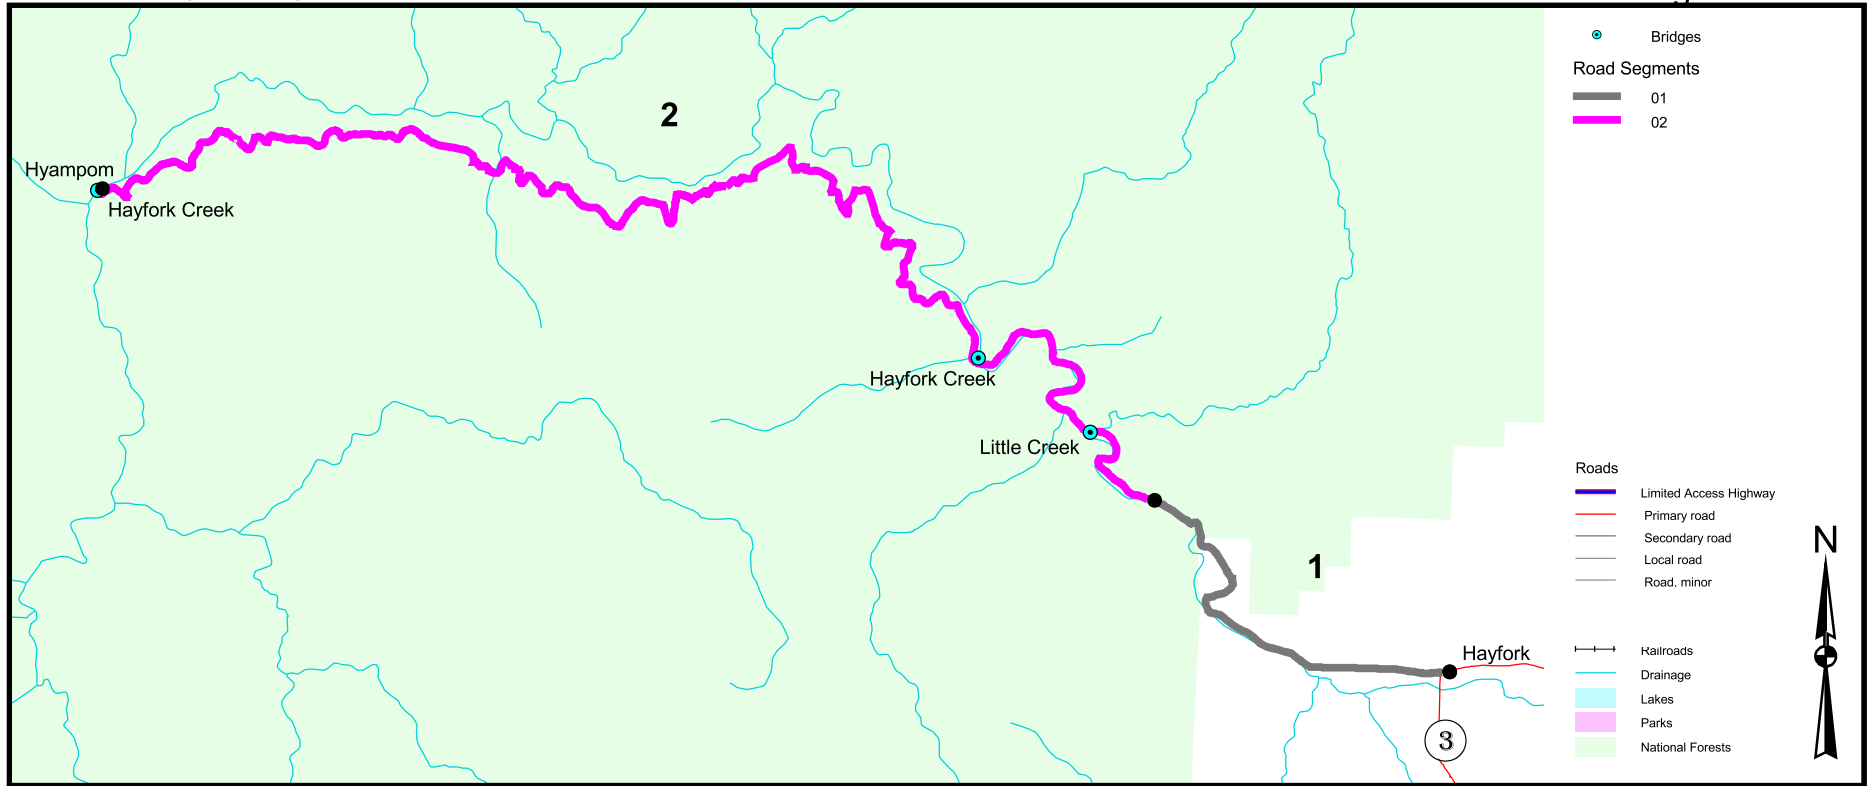 2
Hyampom
Hayfork Creek
Hayfork Creek
Little Creek
1
Hayfork
3
Bridges
Road Segments
01
02
Roads
Limited Access Highway
Primary road
Secondary road
Local road
Road, minor
Railroads
Drainage
Lakes
Parks
National Forests
N